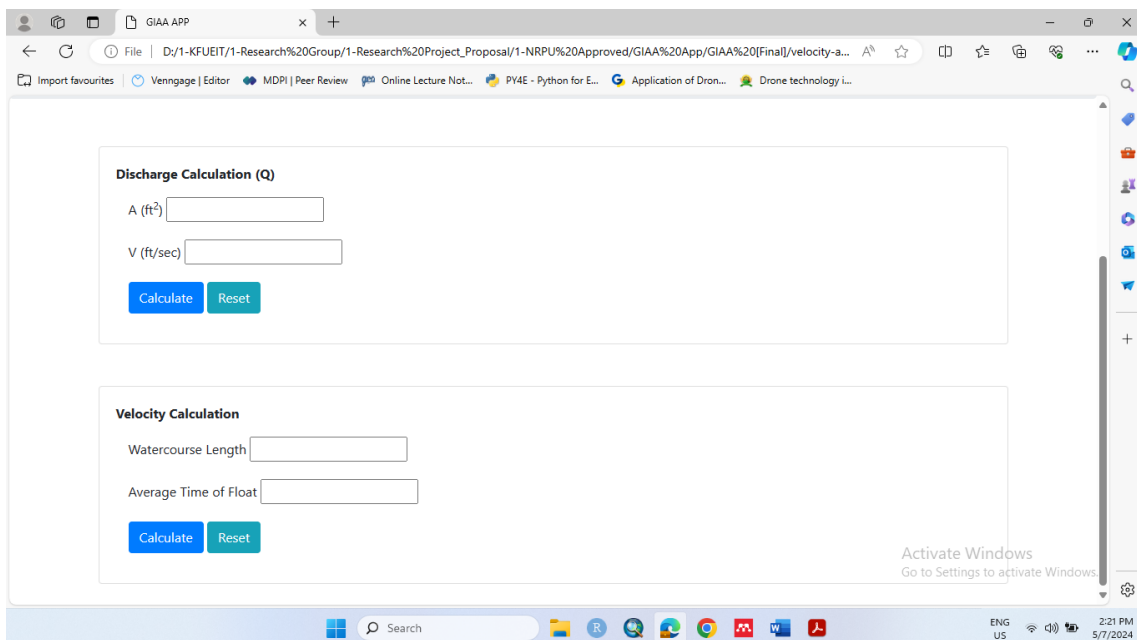 GIAA APP
File | D:/1-KFUEIT/1-Research%20Group/1-Research%20Project_Proposal/1-NRPU%20Approved/GIAA%20App/GIAA%20[Final]/velocity-a...
Import favourites Venngage | Editor MDPI | Peer Review Online Lecture Not... PY4E - Python for E... Application of Dron... Drone technology i...
Discharge Calculation (Q)
A (ft²)
V (ft/sec)
Calculate Reset
Velocity Calculation
Watercourse Length
Average Time of Float
Calculate Reset
Activate Windows
Go to Settings to activate Windows.
Search
ENG
US
2:21 PM
5/7/2024